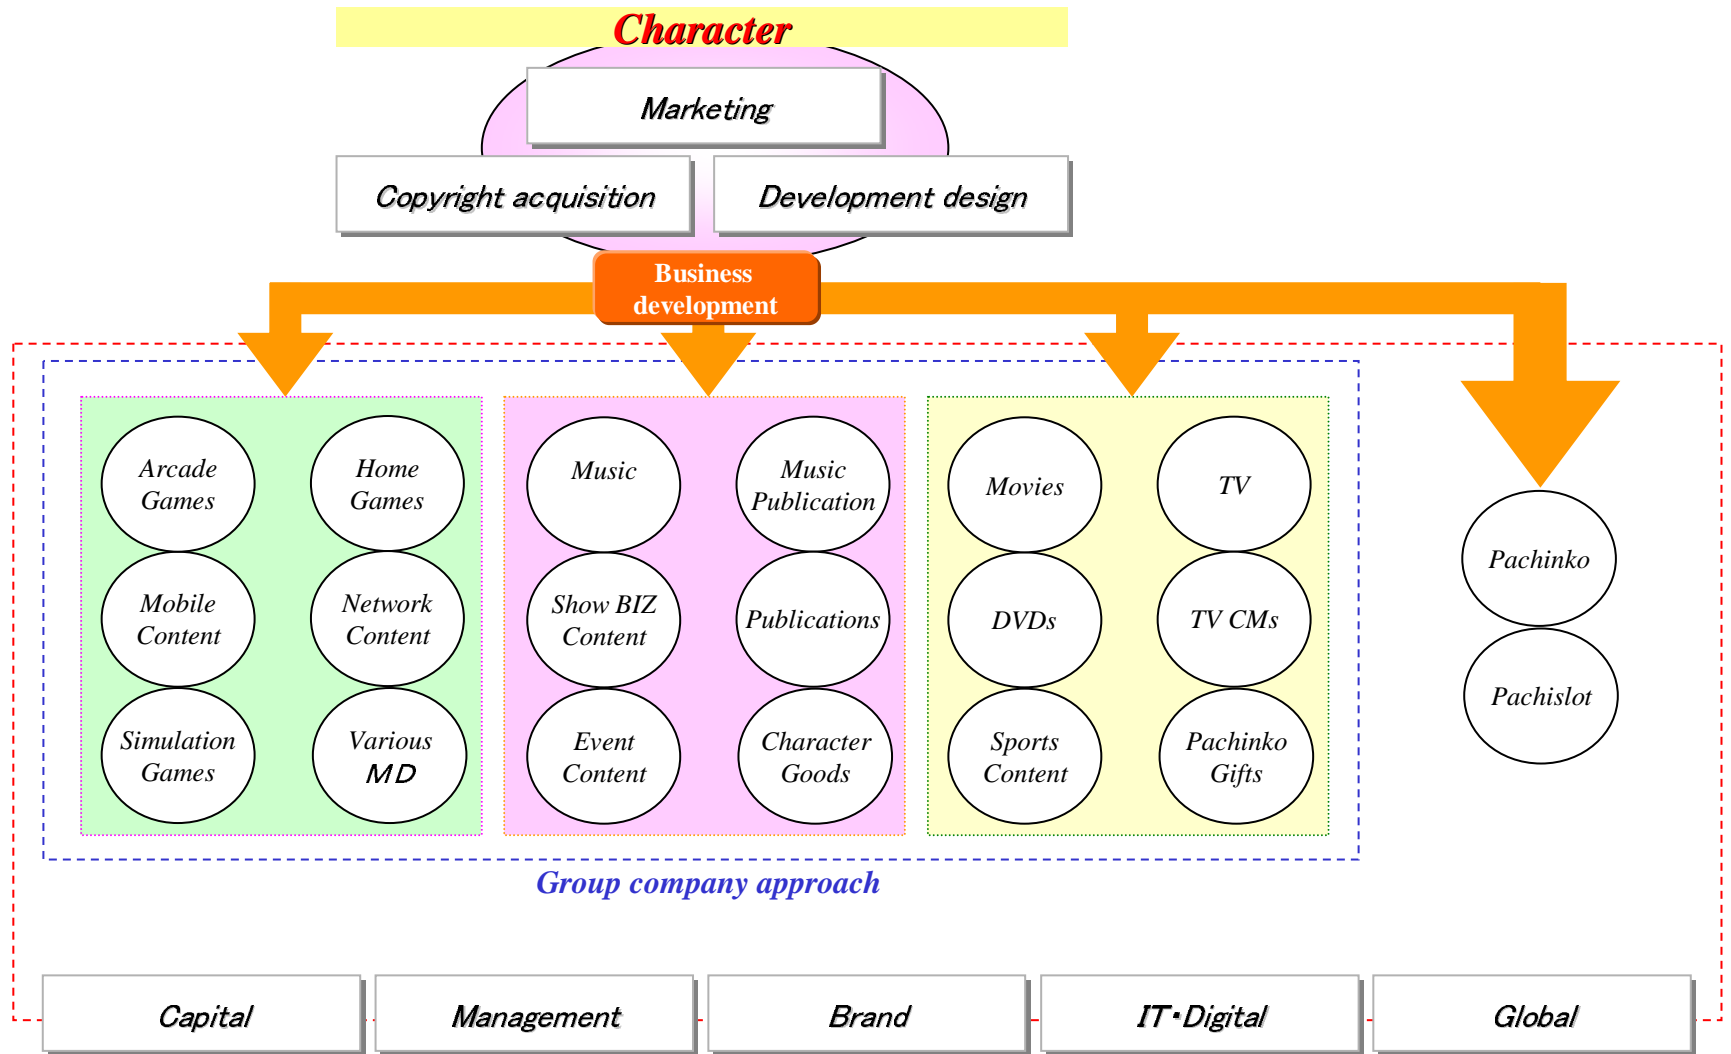 Character
Marketing
Copyright acquisition
Development design
Business
development
Arcade
Games
Home
Games
Mobile
Content
Network
Content
Simulation
Games
Various
MD
Music
Music
Publication
Show BIZ
Content
Publications
Event
Content
Character
Goods
Movies
TV
DVDs
TV CMs
Sports
Content
Pachinko
Gifts
Pachinko
Pachislot
Group company approach
Capital
Management
Brand
IT・Digital
Global